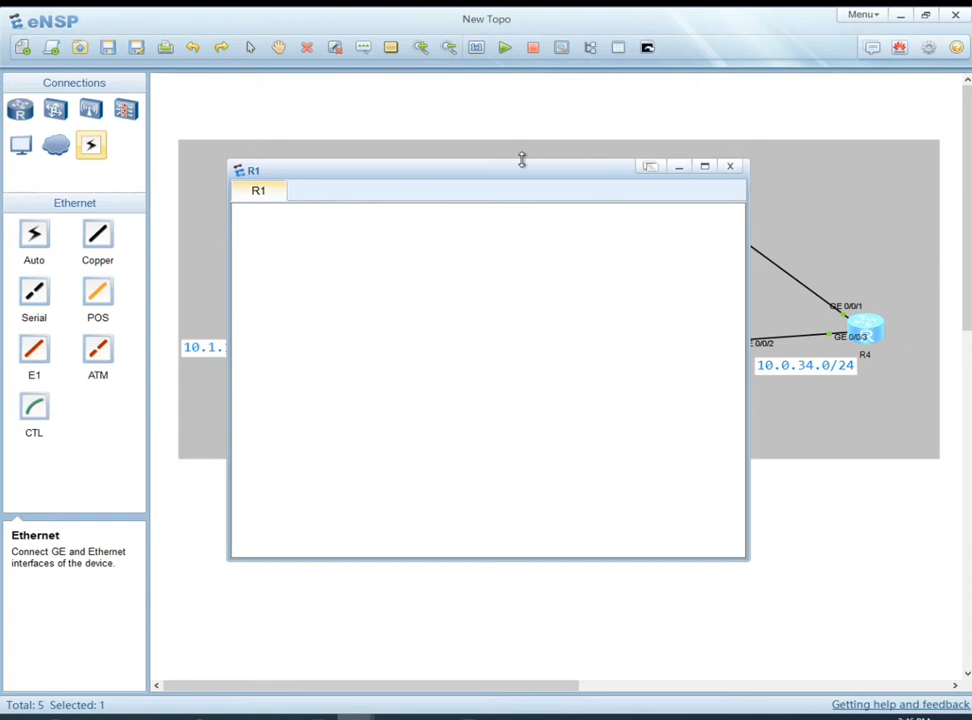 eNSP
New Topo
Menu
Connections
R
Ethernet
Auto
Copper
Serial
POS
E1
ATM
CTL
Ethernet
Connect GE and Ethernet
interfaces of the device.
R1
R1
10.1.
GE 0/0/1
E 0/0/2
GE 0/0/3
R4
10.0.34.0/24
Total: 5 Selected: 1
Getting help and feedback